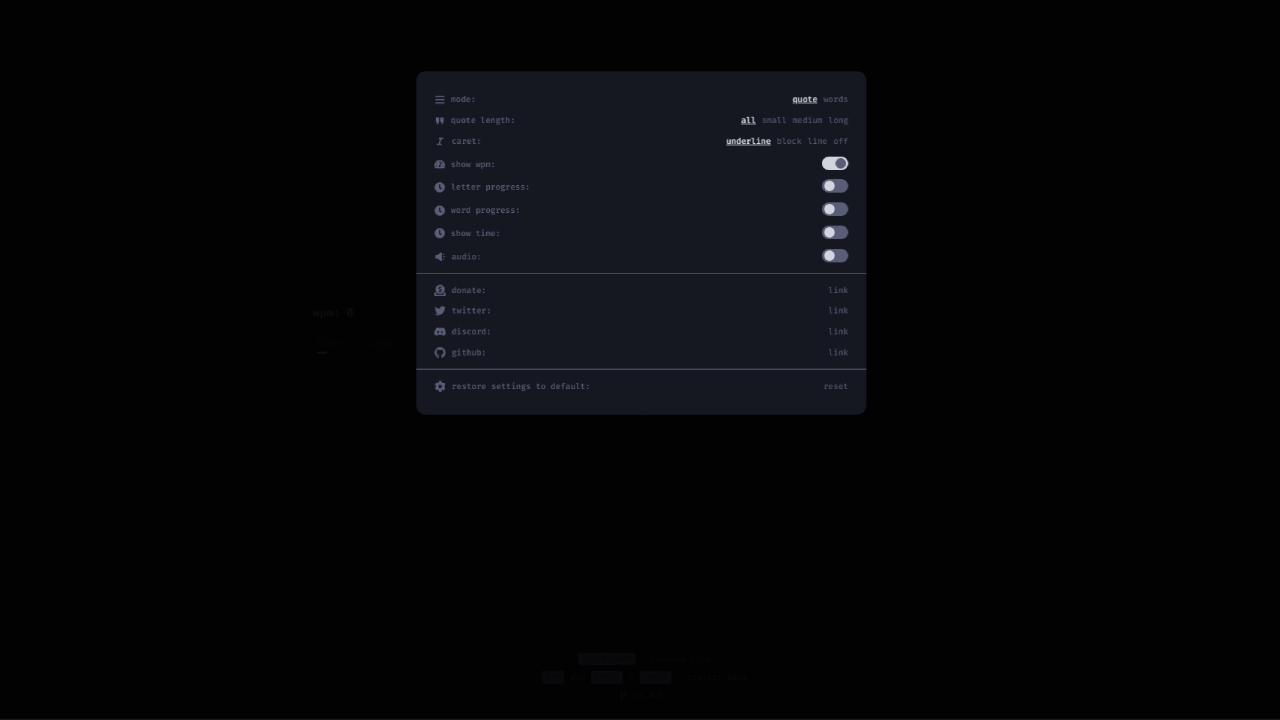 mode: quote words
quote length: all small medium long
caret: underline block line off
show wpm:
letter progress:
word progress:
show time:
audio:
donate: link
twitter: link
discord: link
github: link
restore settings to default: reset
wpm: 0